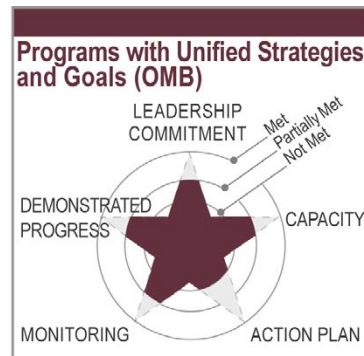 Programs with Unified Strategies
and Goals (OMB)
LEADERSHIP
COMMITMENT
Met
Partially Met
Not Met
DEMONSTRATED
PROGRESS
CAPACITY
MONITORING
ACTION PLAN